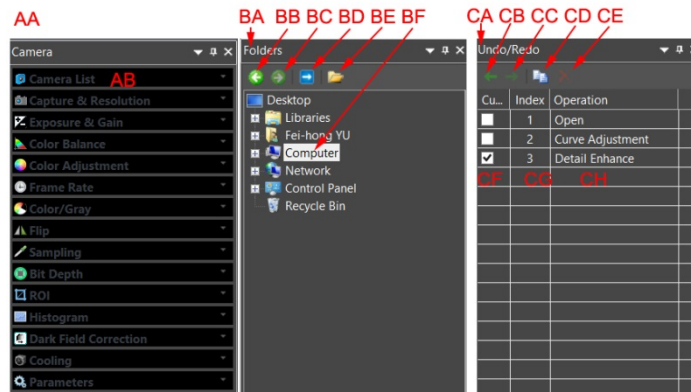 AA
BA BB BC BD BE BF
CA CB CC CD CE
Camera
Camera List
AB
Capture & Resolution
Exposure & Gain
Color Balance
Color Adjustment
Frame Rate
Color/Gray
Flip
Sampling
Bit Depth
ROI
Histogram
Dark Field Correction
Cooling
Parameters
Folders
Desktop
Libraries
Fei-hong YU
Computer
Network
Control Panel
Recycle Bin
Undo/Redo
Cu... Index Operation
1 Open
2 Curve Adjustment
3 Detail Enhance
CF CG CH